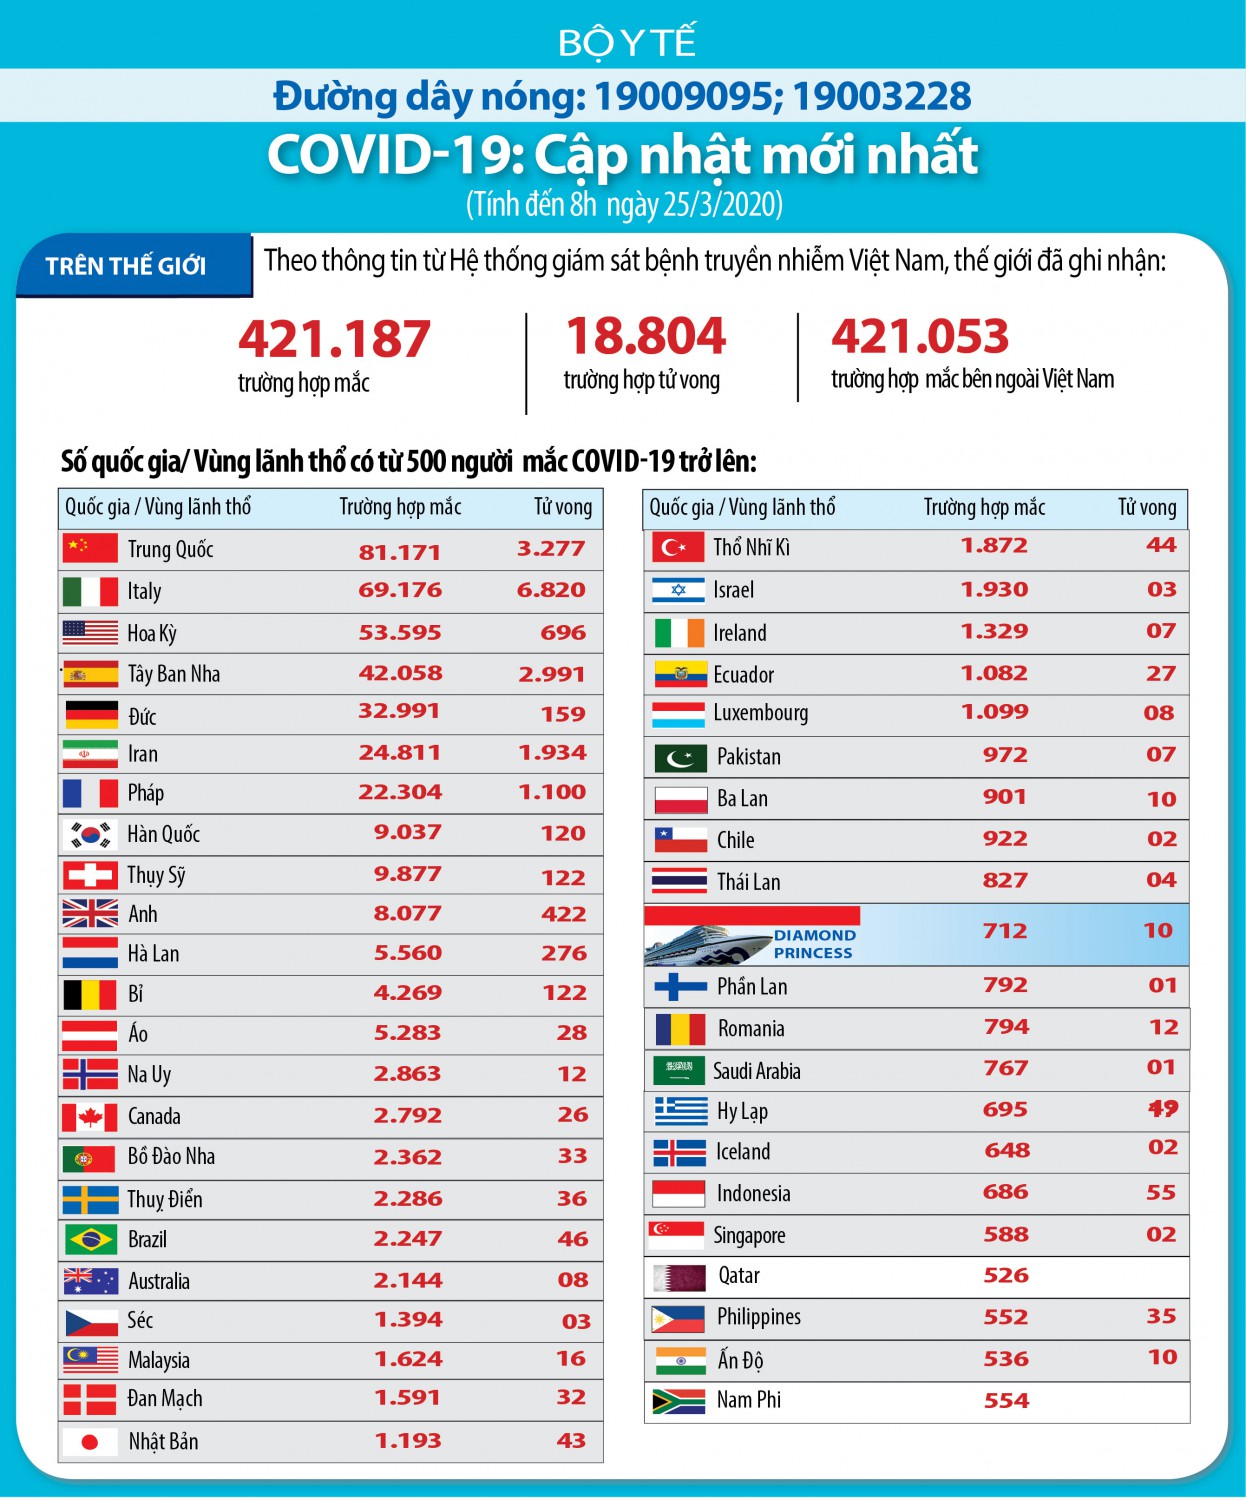 BỘ Y TẾ
Đường dây nóng: 19009095; 19003228
COVID-19: Cập nhật mới nhất
(Tính đến 8h ngày 25/3/2020)
TRÊN THẾ GIỚI
Theo thông tin từ Hệ thống giám sát bệnh truyền nhiễm Việt Nam, thế giới đã ghi nhận:
421.187 18.804 421.053
trường hợp mắc trường hợp tử vong trường hợp mắc bên ngoài Việt Nam
Số quốc gia/ Vùng lãnh thổ có từ 500 người mắc COVID-19 trở lên:
Quốc gia / Vùng lãnh thổ Trường hợp mắc Tử vong
Trung Quốc 81.171 3.277
Italy 69.176 6.820
Hoa Kỳ 53.595 696
Tây Ban Nha 42.058 2.991
Đức 32.991 159
Iran 24.811 1.934
Pháp 22.304 1.100
Hàn Quốc 9.037 120
Thụy Sỹ 9.877 122
Anh 8.077 422
Hà Lan 5.560 276
Bỉ 4.269 122
Áo 5.283 28
Na Uy 2.863 12
Canada 2.792 26
Bồ Đào Nha 2.362 33
Thuỵ Điển 2.286 36
Brazil 2.247 46
Australia 2.144 08
Séc 1.394 03
Malaysia 1.624 16
Đan Mạch 1.591 32
Nhật Bản 1.193 43
Quốc gia / Vùng lãnh thổ Trường hợp mắc Tử vong
Thổ Nhĩ Kì 1.872 44
Israel 1.930 03
Ireland 1.329 07
Ecuador 1.082 27
Luxembourg 1.099 08
Pakistan 972 07
Ba Lan 901 10
Chile 922 02
Thái Lan 827 04
DIAMOND PRINCESS 712 10
Phần Lan 792 01
Romania 794 12
Saudi Arabia 767 01
Hy Lạp 695
Iceland 648 02
Indonesia 686 55
Singapore 588 02
Qatar 526
Philippines 552 35
Ấn Độ 536 10
Nam Phi 554